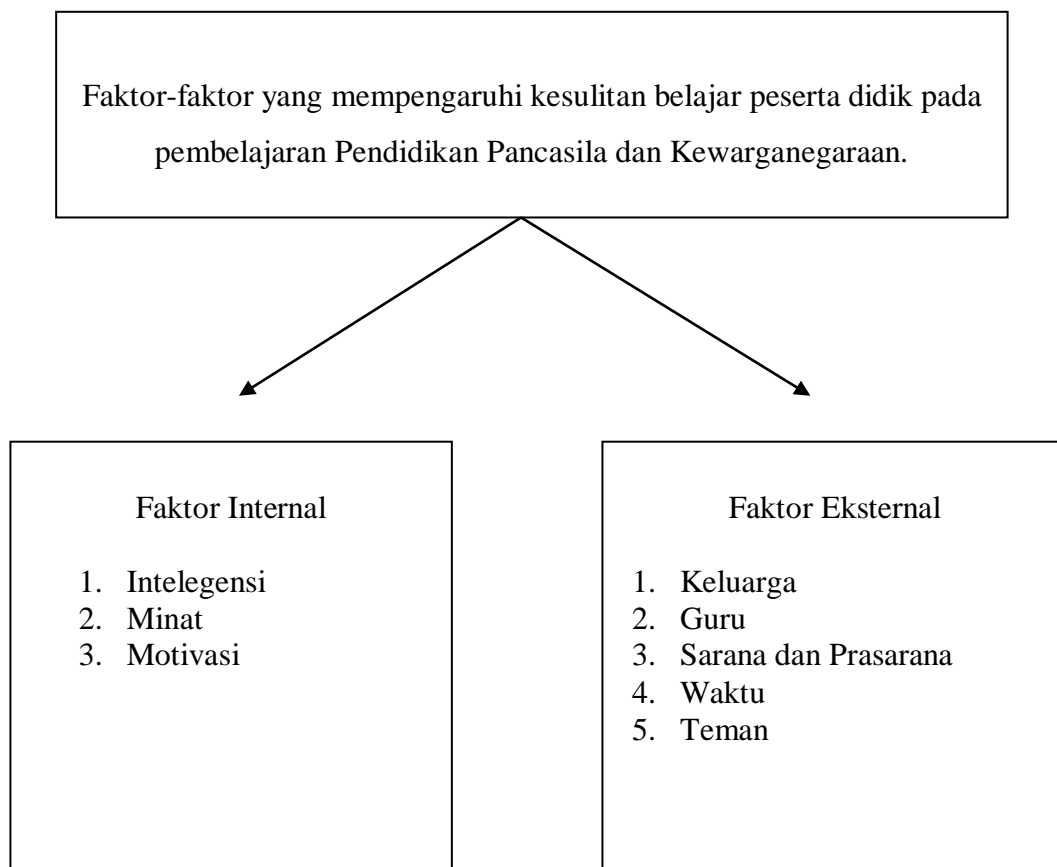 Faktor-faktor yang mempengaruhi kesulitan belajar peserta didik pada
pembelajaran Pendidikan Pancasila dan Kewarganegaraan.
Faktor Internal
1. Intelegensi
2. Minat
3. Motivasi
Faktor Eksternal
1. Keluarga
2. Guru
3. Sarana dan Prasarana
4. Waktu
5. Teman